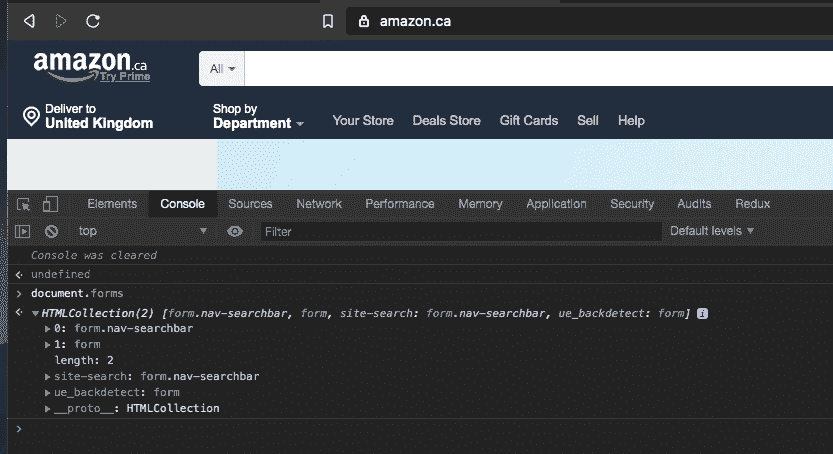 amazon.ca
amazon.ca
Try Prime
All
Deliver to
United Kingdom
Shop by
Department
Your Store Deals Store Gift Cards Sell Help
Elements Console Sources Network Performance Memory Application Security Audits Redux
top Filter Default levels
Console was cleared
undefined
document.forms
HTMLCollection(2) [form.nav-searchbar, form, site-search: form.nav-searchbar, ue_backdetect: form] i
0: form.nav-searchbar
1: form
length: 2
site-search: form.nav-searchbar
ue_backdetect: form
__proto__: HTMLCollection